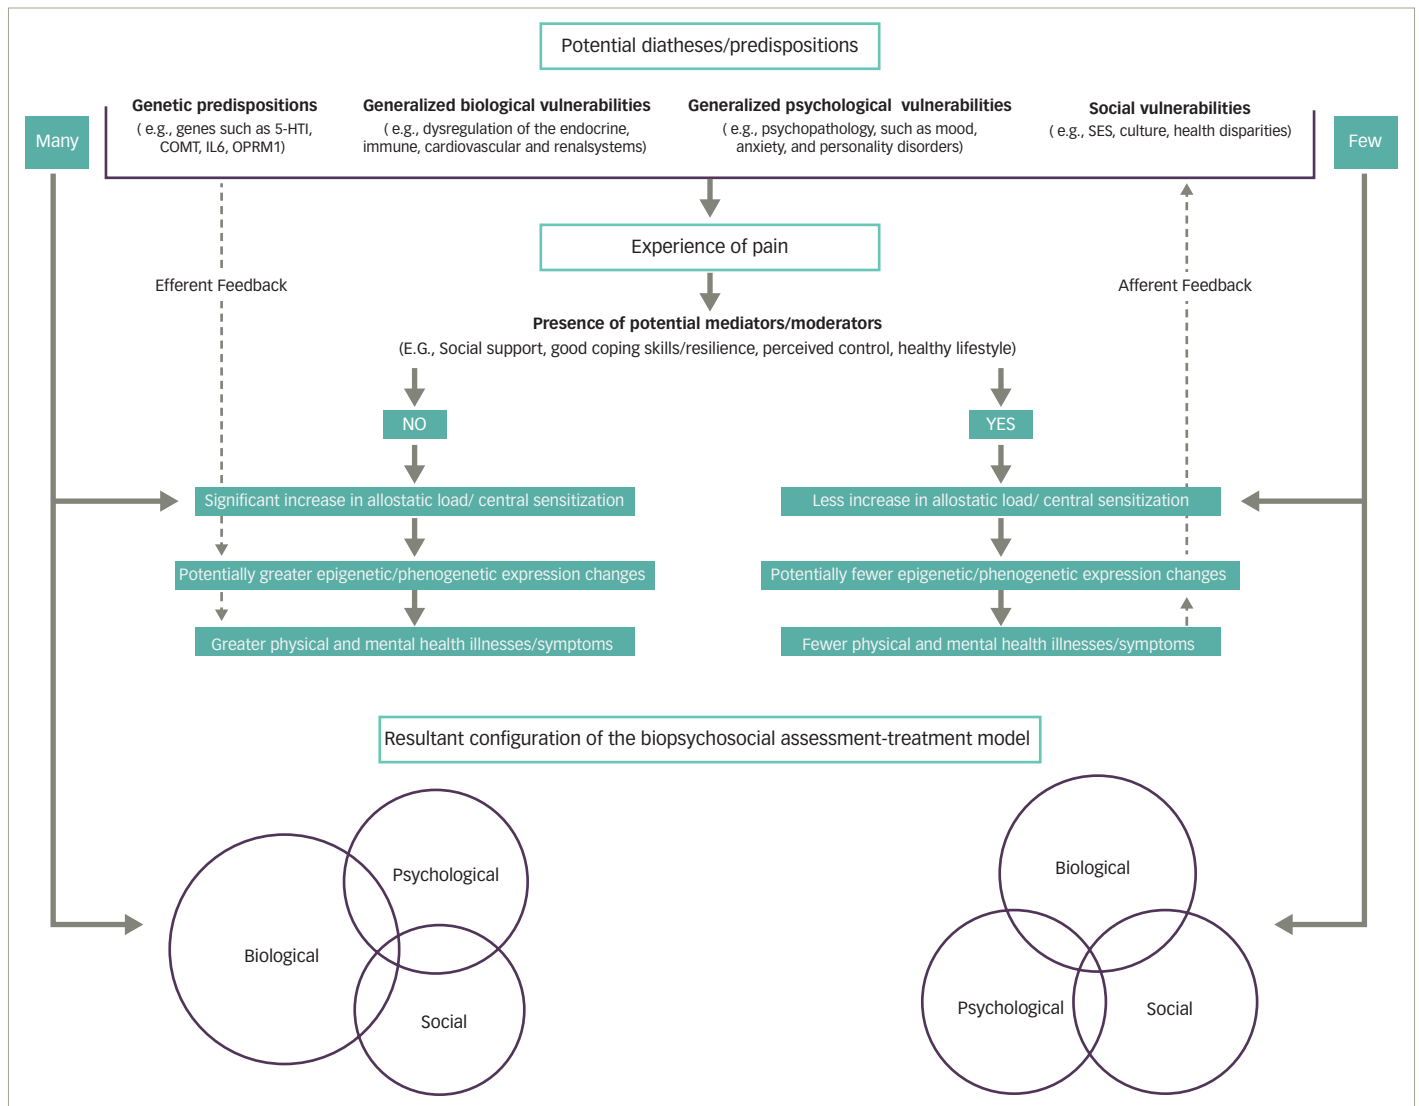 Potential diatheses/predispositions
Many
Genetic predispositions
( e.g., genes such as 5-HTI,
COMT, IL6, OPRM1)
Generalized biological vulnerabilities
( e.g., dysregulation of the endocrine,
immune, cardiovascular and renalsystems)
Generalized psychological vulnerabilities
( e.g., psychopathology, such as mood,
anxiety, and personality disorders)
Social vulnerabilities
( e.g., SES, culture, health disparities)
Few
Experience of pain
Efferent Feedback
Afferent Feedback
Presence of potential mediators/moderators
(E.G., Social support, good coping skills/resilience, perceived control, healthy lifestyle)
NO
YES
Significant increase in allostatic load/ central sensitization
Less increase in allostatic load/ central sensitization
Potentially greater epigenetic/phenogenetic expression changes
Potentially fewer epigenetic/phenogenetic expression changes
Greater physical and mental health illnesses/symptoms
Fewer physical and mental health illnesses/symptoms
Resultant configuration of the biopsychosocial assessment-treatment model
Psychological
Biological
Social
Biological
Psychological
Social